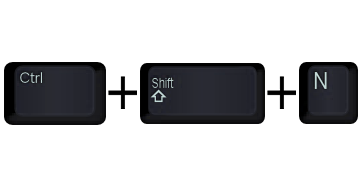 Ctrl + Shift + N